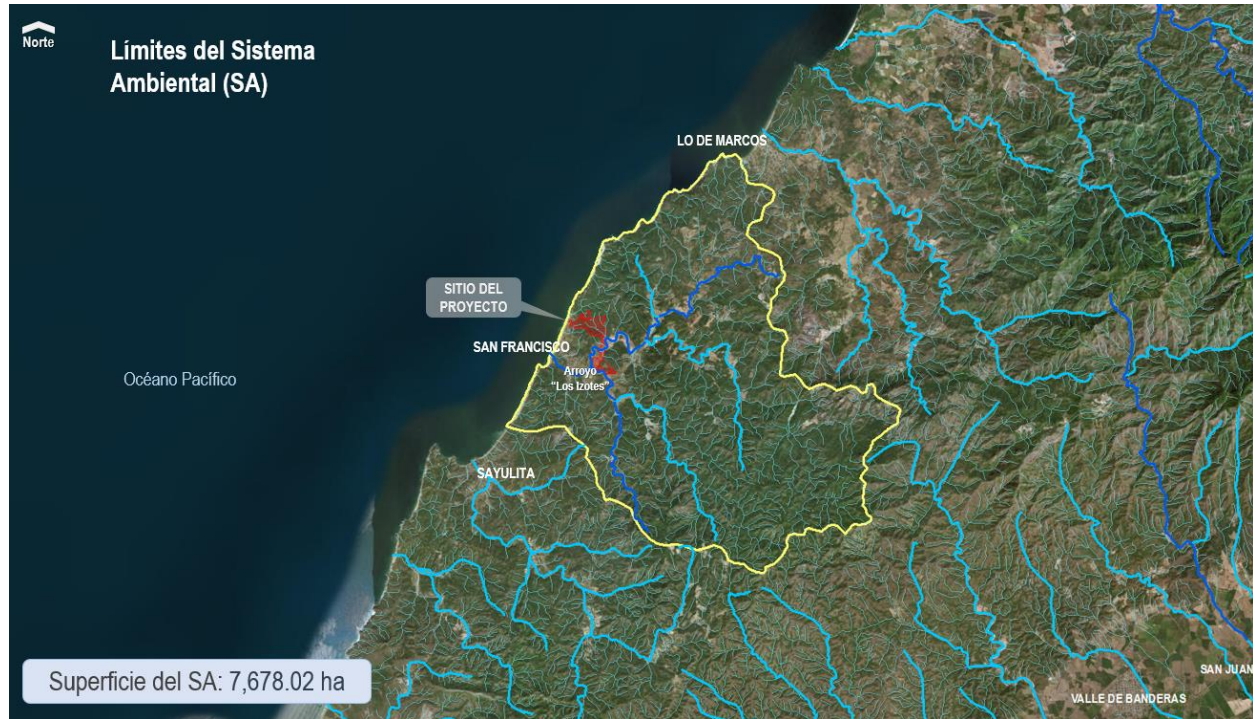 Norte
Límites del Sistema
Ambiental (SA)
LO DE MARCOS
SITIO DEL
PROYECTO
SAN FRANCISCO
Arroyo
"Los Izotes"
Océano Pacífico
SAYULITA
Superficie del SA: 7,678.02 ha
SAN JUAN
VALLE DE BANDERAS